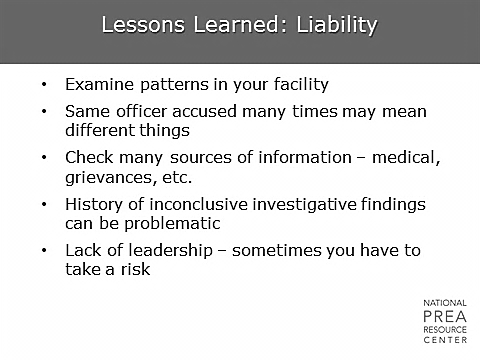 Lessons Learned: Liability
• Examine patterns in your facility
• Same officer accused many times may mean
different things
• Check many sources of information – medical,
grievances, etc.
• History of inconclusive investigative findings
can be problematic
• Lack of leadership – sometimes you have to
take a risk
NATIONAL
PREA
RESOURCE
CENTER